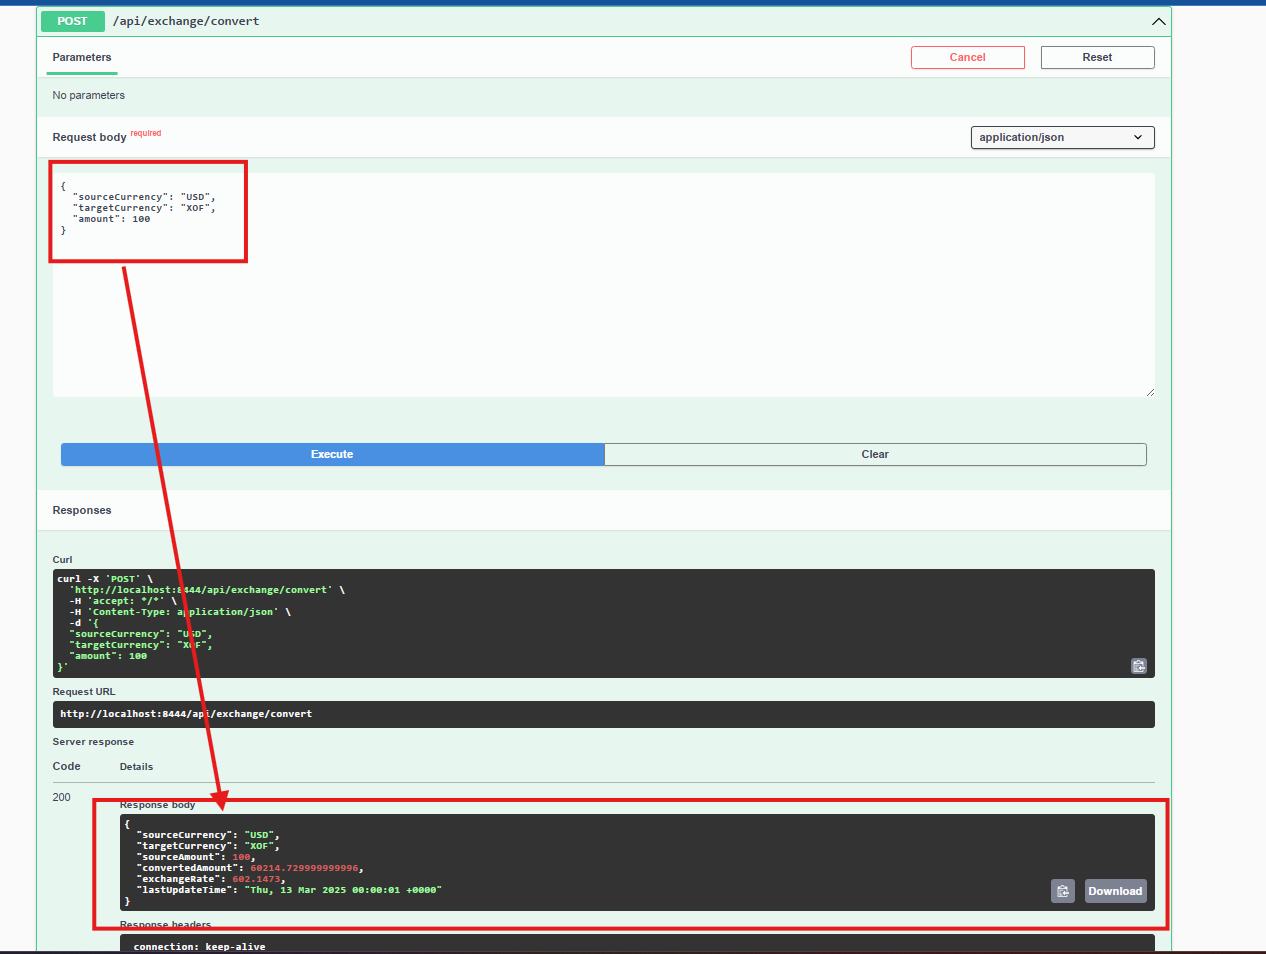 POST /api/exchange/convert
Parameters
Cancel
Reset
No parameters
Request body required
application/json
{
  "sourceCurrency": "USD",
  "targetCurrency": "XOF",
  "amount": 100
}
Execute
Clear
Responses
Curl
curl -X 'POST' \
  'http://localhost:8444/api/exchange/convert' \
  -H 'accept: */*' \
  -H 'Content-Type: application/json' \
  -d '{
  "sourceCurrency": "USD",
  "targetCurrency": "XOF",
  "amount": 100
}'
Request URL
http://localhost:8444/api/exchange/convert
Server response
Code Details
200
Response body
{
  "sourceCurrency": "USD",
  "targetCurrency": "XOF",
  "sourceAmount": 100,
  "convertedAmount": 60214.729999999996,
  "exchangeRate": 602.1473,
  "lastUpdateTime": "Thu, 13 Mar 2025 00:00:01 +0000"
}
Download
Response headers
connection: keep-alive